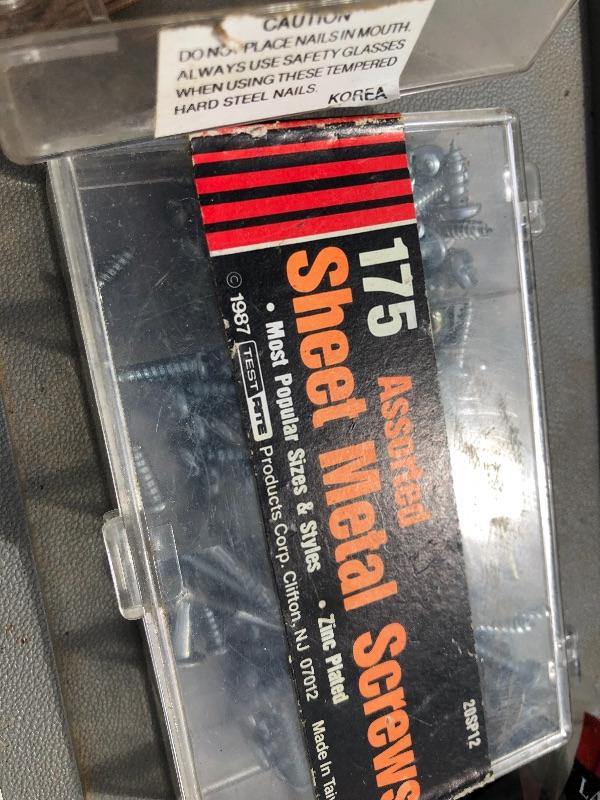 CAUTION
DO NOT PLACE NAILS IN MOUTH.
ALWAYS USE SAFETY GLASSES
WHEN USING THESE TEMPERED
HARD STEEL NAILS.
KOREA
175 Assorted
Sheet Metal Screws
• Most Popular Sizes & Styles • Zinc Plated
© 1987 TEST RITE Products Corp. Clifton, NJ 07012 Made In Tai
20SP12